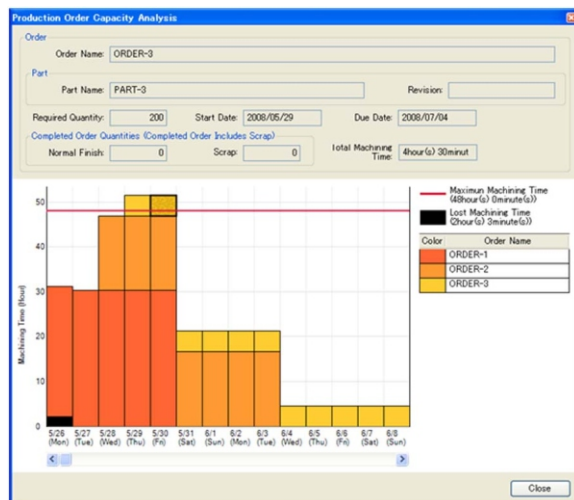 Production Order Capacity Analysis
Order
Order Name: ORDER-3
Part
Part Name: PART-3 Revision:
Required Quantity: 200 Start Date: 2008/05/29 Due Date: 2008/07/04
Completed Order Quantities (Completed Order Includes Scrap)
Normal Finish: 0 Scrap: 0 Total Machining Time: 4hour(s) 30minut
Maximun Machining Time
(48hour(s) 0minute(s))
Lost Machining Time
(2hour(s) 3minute(s))
Color Order Name
ORDER-1
ORDER-2
ORDER-3
Machining Time (Hour)
50
40
30
20
10
0
5/26 5/27 5/28 5/29 5/30 5/31 6/1 6/2 6/3 6/4 6/5 6/6 6/7 6/8
(Mon) (Tue) (Wed) (Thu) (Fri) (Sat) (Sun) (Mon) (Tue) (Wed) (Thu) (Fri) (Sat) (Sun)
Close